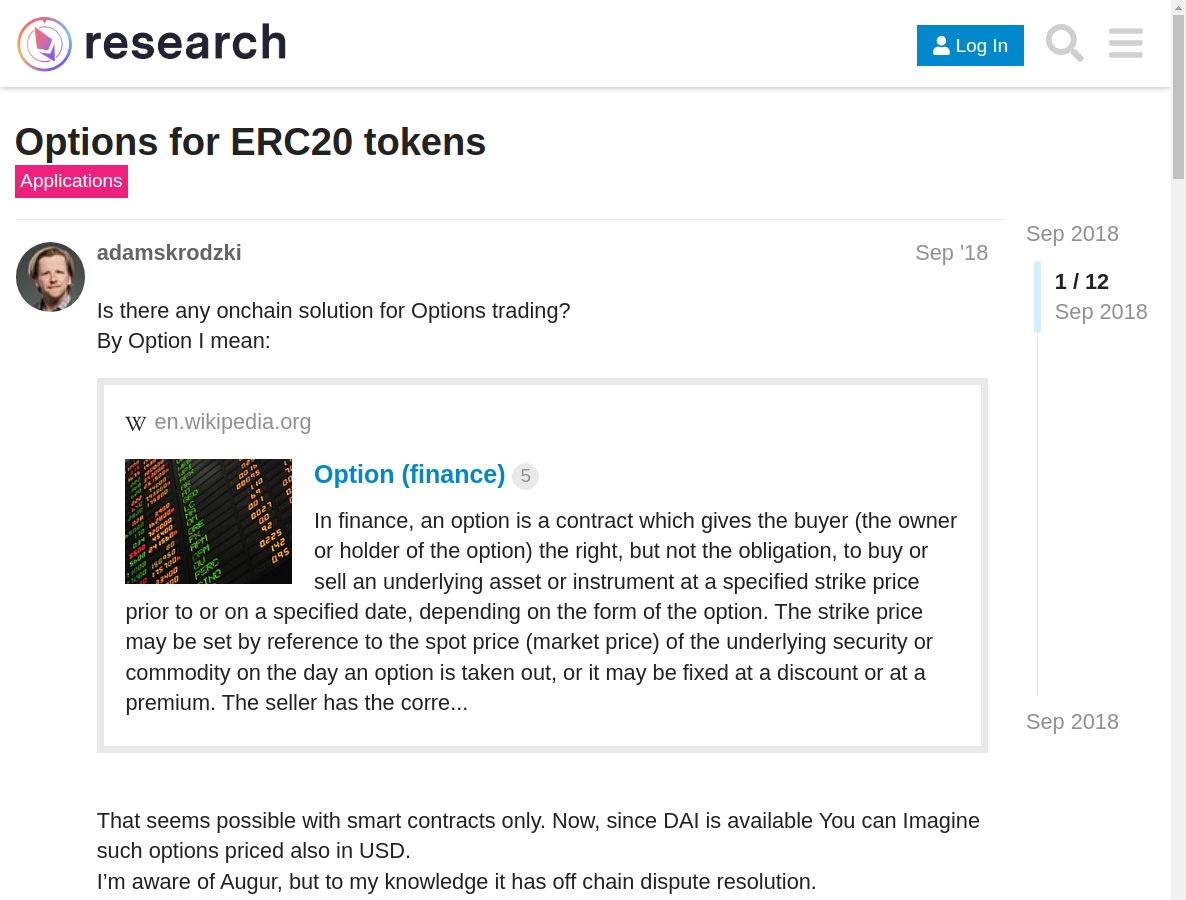 research
Log In
Options for ERC20 tokens
Applications
adamskrodzki
Sep '18
Sep 2018
1 / 12
Sep 2018
Is there any onchain solution for Options trading?
By Option I mean:
W en.wikipedia.org
Option (finance) 5
In finance, an option is a contract which gives the buyer (the owner
or holder of the option) the right, but not the obligation, to buy or
sell an underlying asset or instrument at a specified strike price
prior to or on a specified date, depending on the form of the option. The strike price
may be set by reference to the spot price (market price) of the underlying security or
commodity on the day an option is taken out, or it may be fixed at a discount or at a
premium. The seller has the corre...
Sep 2018
That seems possible with smart contracts only. Now, since DAI is available You can Imagine
such options priced also in USD.
I’m aware of Augur, but to my knowledge it has off chain dispute resolution.